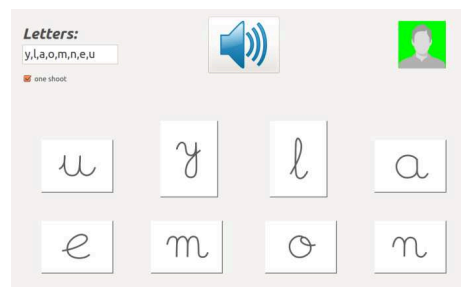 Letters:
y,l,a,o,m,n,e,u
one shoot
u y l a
e m o n